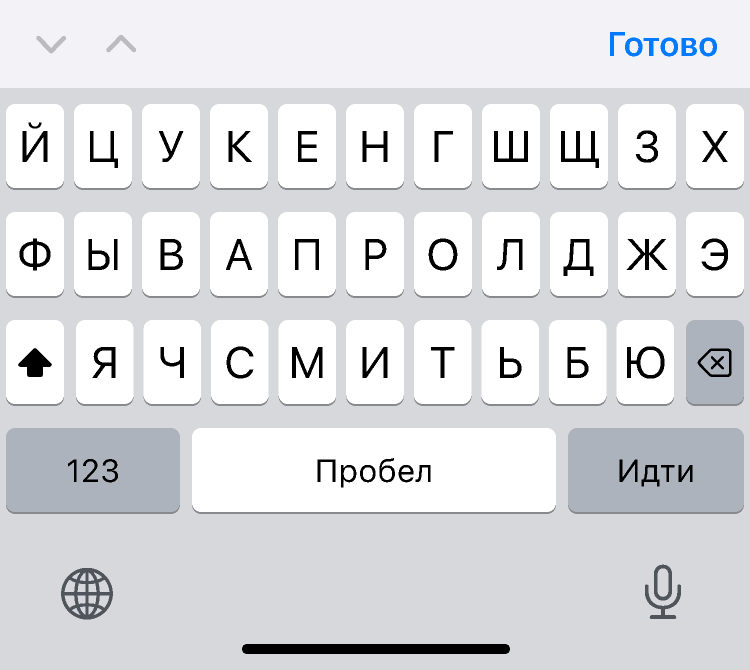 Готово
Й Ц У К Е Н Г Ш Щ З Х
Ф Ы В А П Р О Л Д Ж Э
Я Ч С М И Т Ь Б Ю
123 Пробел Идти